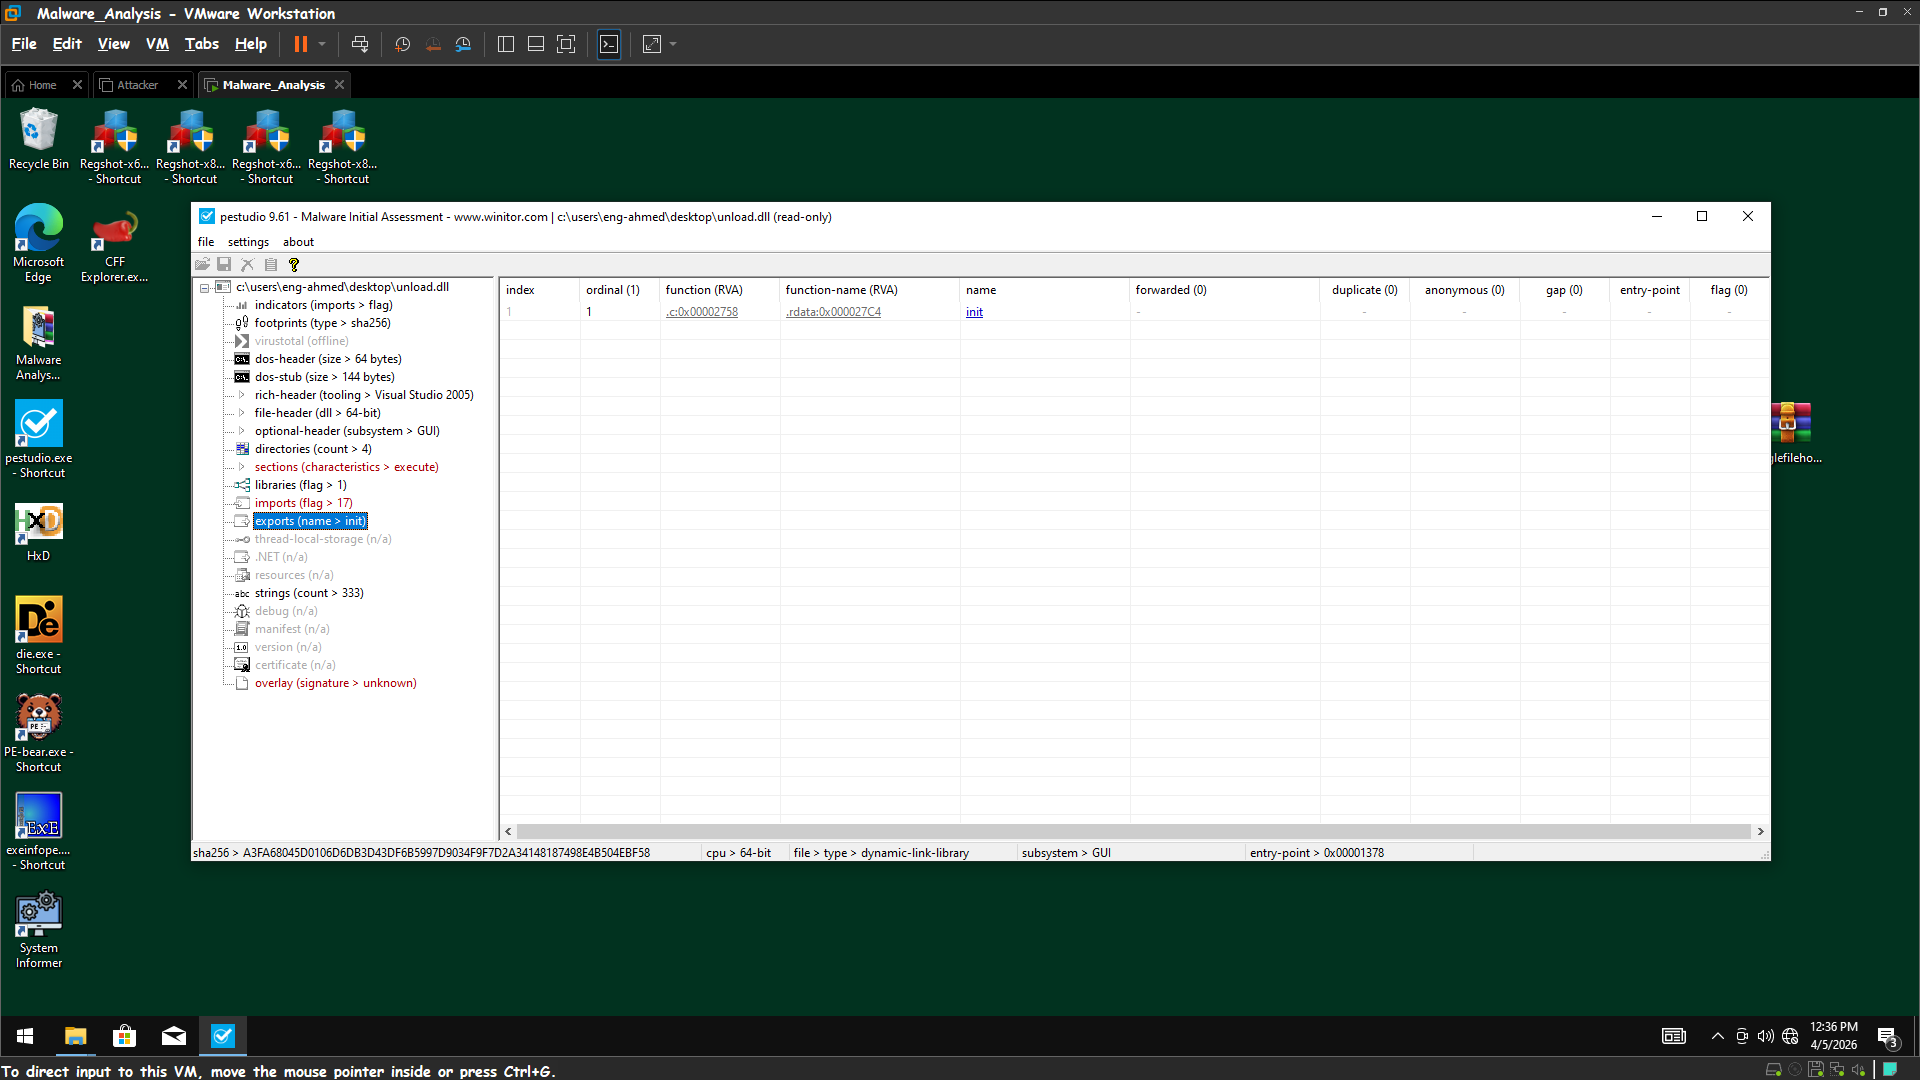 Malware_Analysis - VMware Workstation
File Edit View VM Tabs Help
Home Attacker Malware_Analysis
Recycle Bin
Regshot-x6... - Shortcut
Regshot-x8... - Shortcut
Regshot-x6... - Shortcut
Regshot-x8... - Shortcut
Microsoft Edge
CFF Explorer.ex...
Malware Analys...
pestudio.exe - Shortcut
HxD
die.exe - Shortcut
PE-bear.exe - Shortcut
exeinfope.... - Shortcut
System Informer
pestudio 9.61 - Malware Initial Assessment - www.winitor.com | c:\users\eng-ahmed\desktop\unload.dll (read-only)
file settings about
c:\users\eng-ahmed\desktop\unload.dll
indicators (imports > flag)
footprints (type > sha256)
virustotal (offline)
dos-header (size > 64 bytes)
dos-stub (size > 144 bytes)
rich-header (tooling > Visual Studio 2005)
file-header (dll > 64-bit)
optional-header (subsystem > GUI)
directories (count > 4)
sections (characteristics > execute)
libraries (flag > 1)
imports (flag > 17)
exports (name > init)
thread-local-storage (n/a)
.NET (n/a)
resources (n/a)
abc strings (count > 333)
debug (n/a)
manifest (n/a)
1.0 version (n/a)
certificate (n/a)
overlay (signature > unknown)
index ordinal (1) function (RVA) function-name (RVA) name forwarded (0) duplicate (0) anonymous (0) gap (0) entry-point flag (0)
1 1 .c:0x00002758 .rdata:0x000027C4 init - - - - - -
sha256 > A3FA68045D0106D6DB3D43DF6B5997D9034F9F7D2A34148187498E4B504EBF58 cpu > 64-bit file > type > dynamic-link-library subsystem > GUI entry-point > 0x00001378
glefileho...
12:36 PM
4/5/2026
3
To direct input to this VM, move the mouse pointer inside or press Ctrl+G.